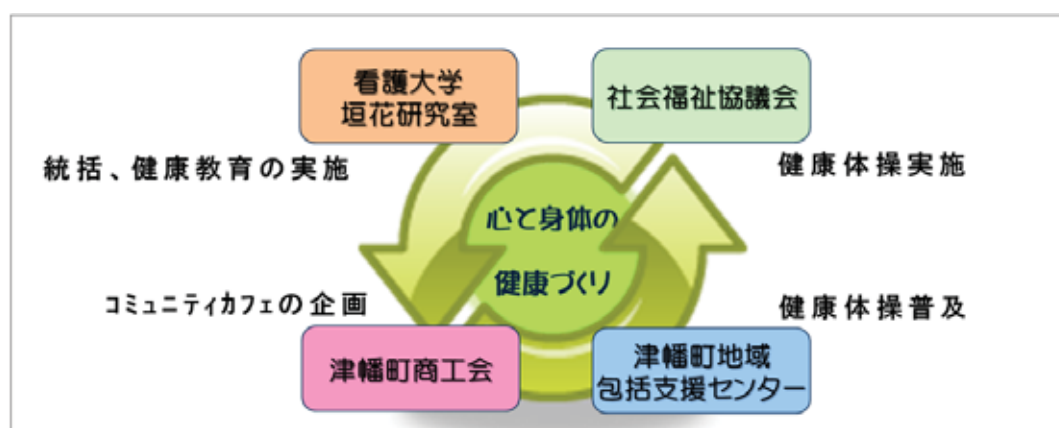 看護大学
垣花研究室
社会福祉協議会
統括、健康教育の実施
健康体操実施
心と身体の
健康づくり
コミュニティカフェの企画
健康体操普及
津幡町商工会
津幡町地域
包括支援センター